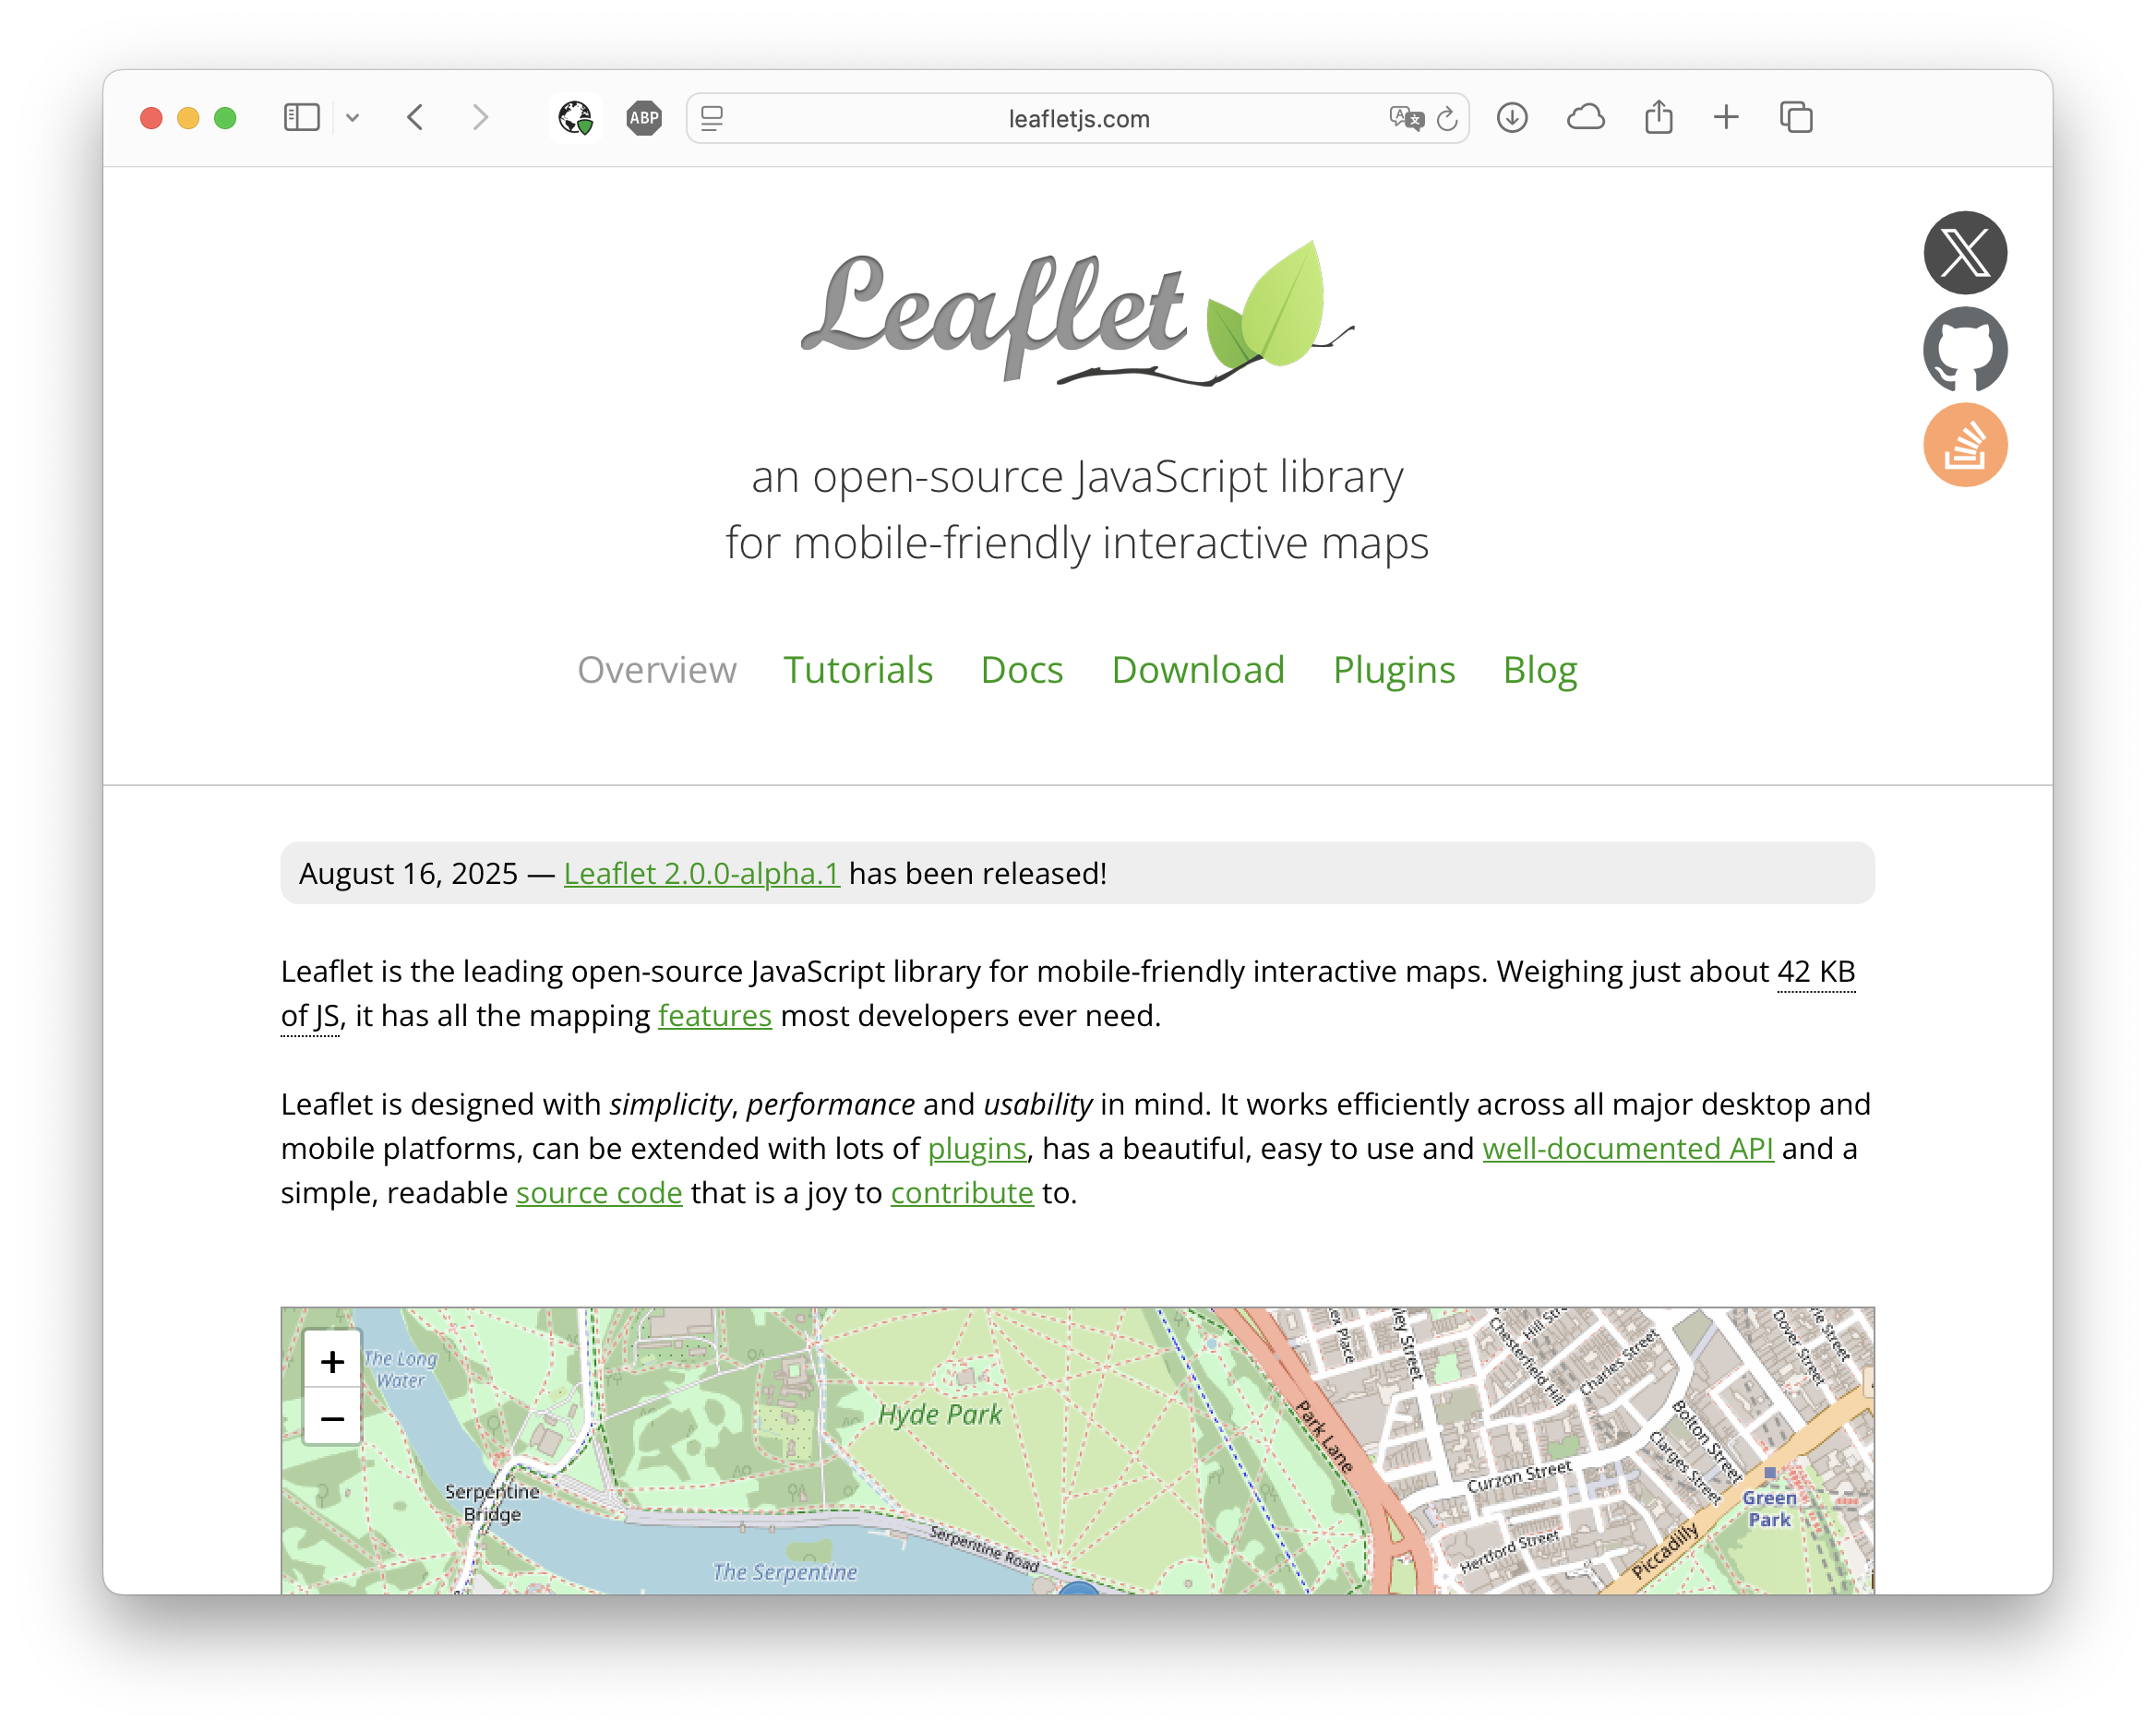 ABP
leafletjs.com
Leaflet
an open-source JavaScript library
for mobile-friendly interactive maps
Overview Tutorials Docs Download Plugins Blog
August 16, 2025 — Leaflet 2.0.0-alpha.1 has been released!
Leaflet is the leading open-source JavaScript library for mobile-friendly interactive maps. Weighing just about 42 KB
of JS, it has all the mapping features most developers ever need.
Leaflet is designed with simplicity, performance and usability in mind. It works efficiently across all major desktop and
mobile platforms, can be extended with lots of plugins, has a beautiful, easy to use and well-documented API and a
simple, readable source code that is a joy to contribute to.
+
−
The Long
Water
Hyde Park
Serpentine
Bridge
The Serpentine
Serpentine Road
Park Lane
Chesterfield Hill
Charles Street
Dover Street
Bolton Street
Clarges Street
Curzon Street
Hertford Street
Piccadilly
Green
Park